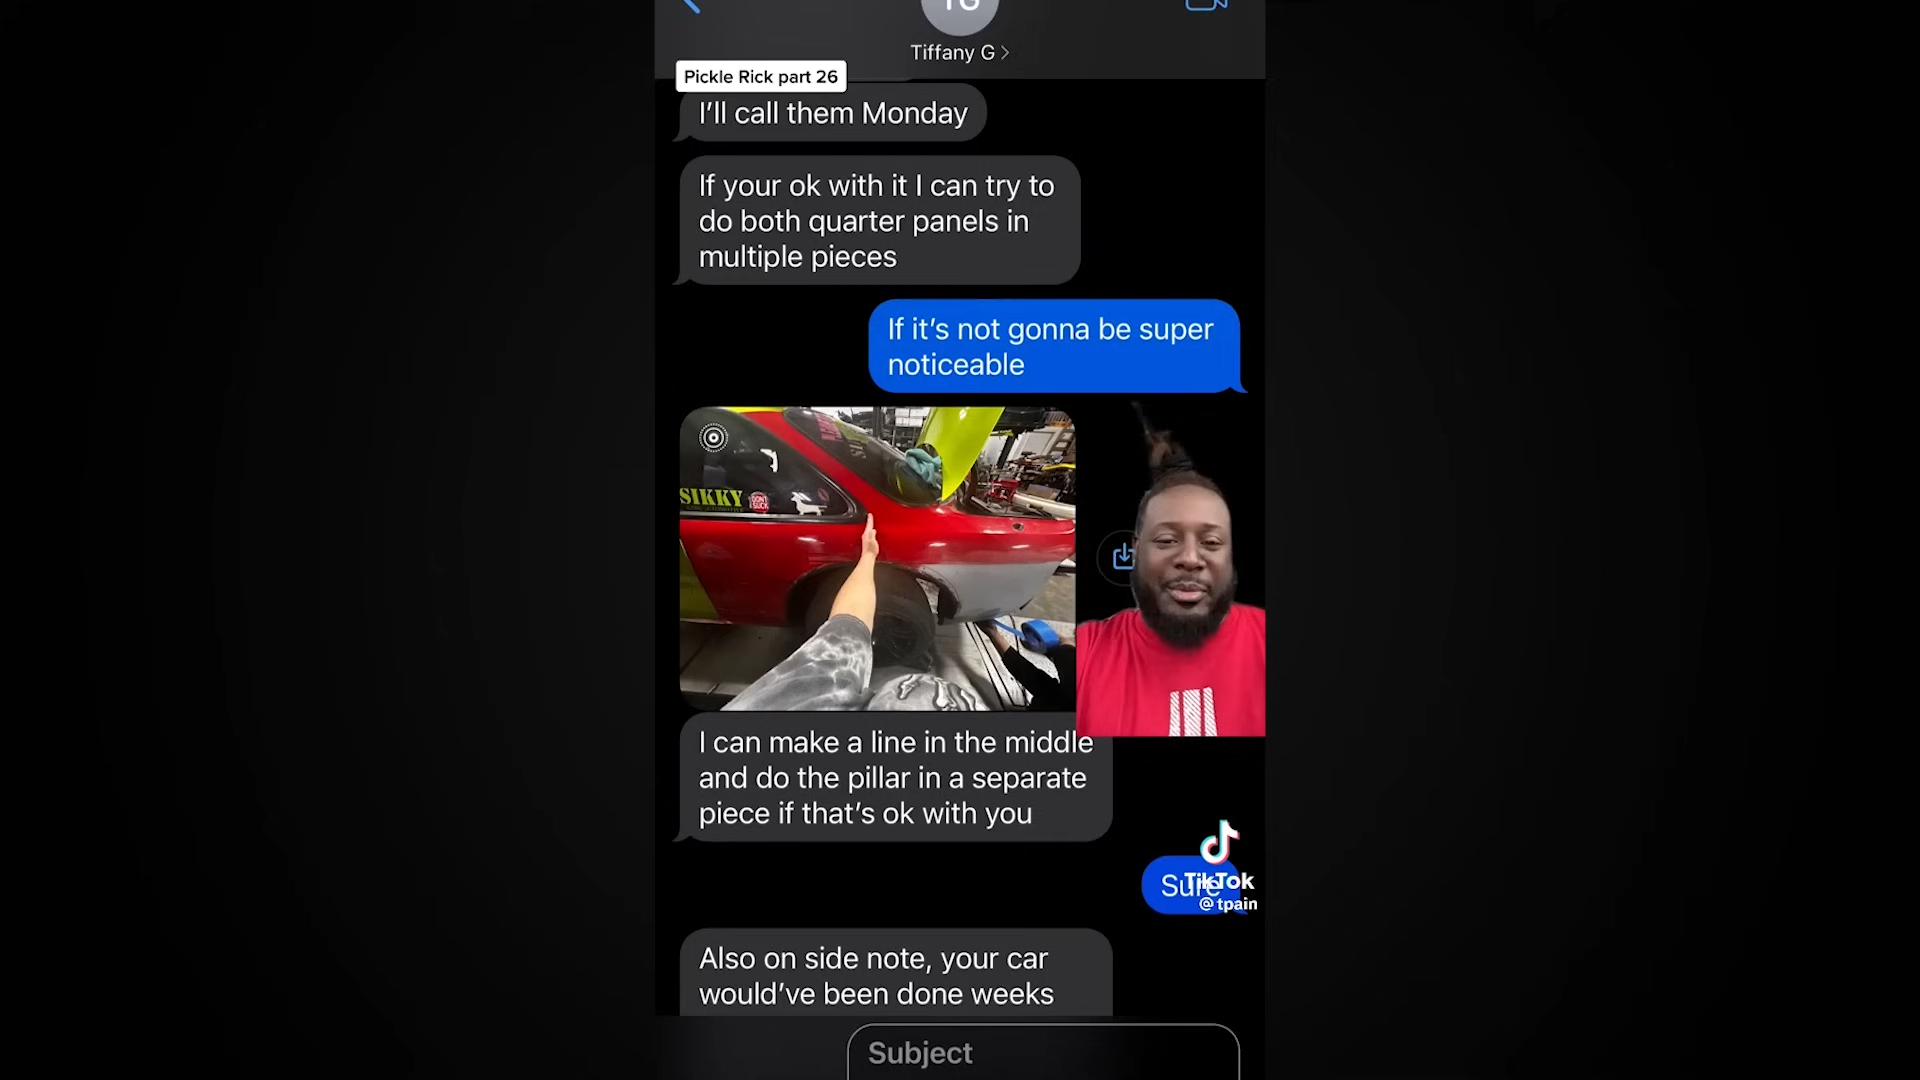 TG
Tiffany G
Pickle Rick part 26
I'll call them Monday
If your ok with it I can try to
do both quarter panels in
multiple pieces
If it's not gonna be super
noticeable
SIKKY
DON'T
SUCK
I can make a line in the middle
and do the pillar in a separate
piece if that's ok with you
Sure
TikTok
@tpain
Also on side note, your car
would've been done weeks
Subject